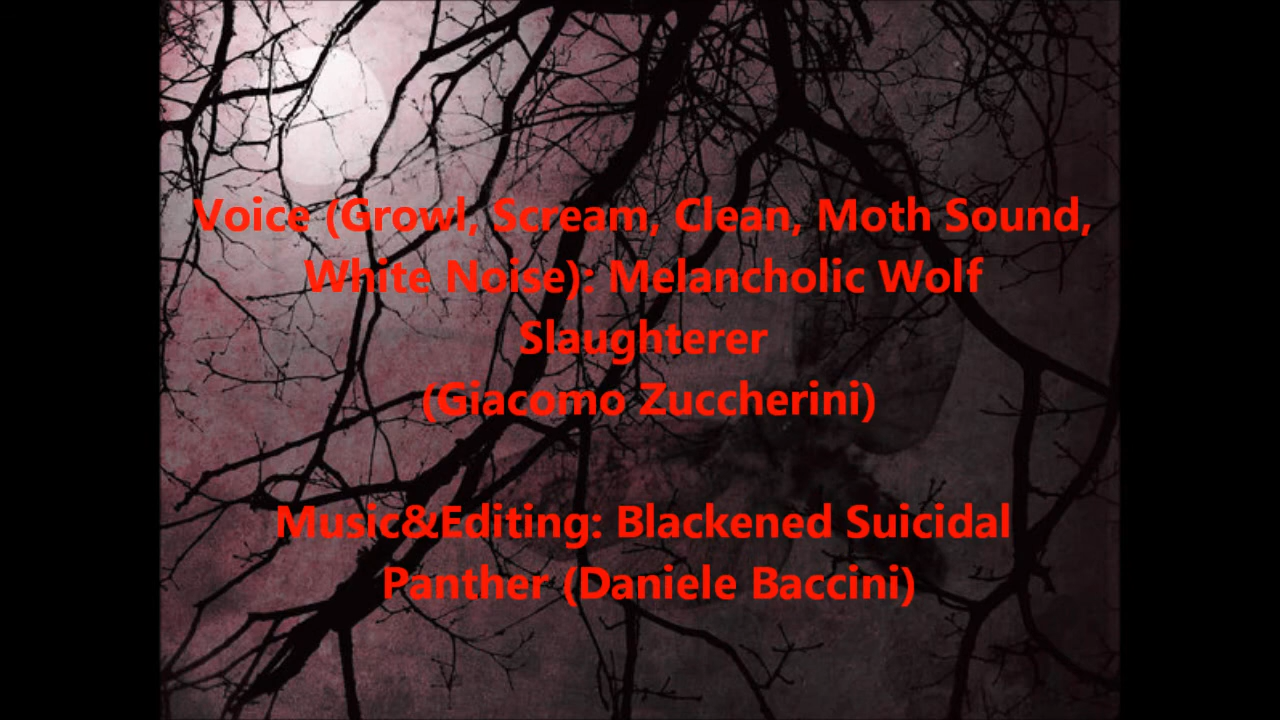 Voice (Growl, Scream, Clean, Moth Sound,
White Noise): Melancholic Wolf
Slaughterer
(Giacomo Zuccherini)
Music&Editing: Blackened Suicidal
Panther (Daniele Baccini)